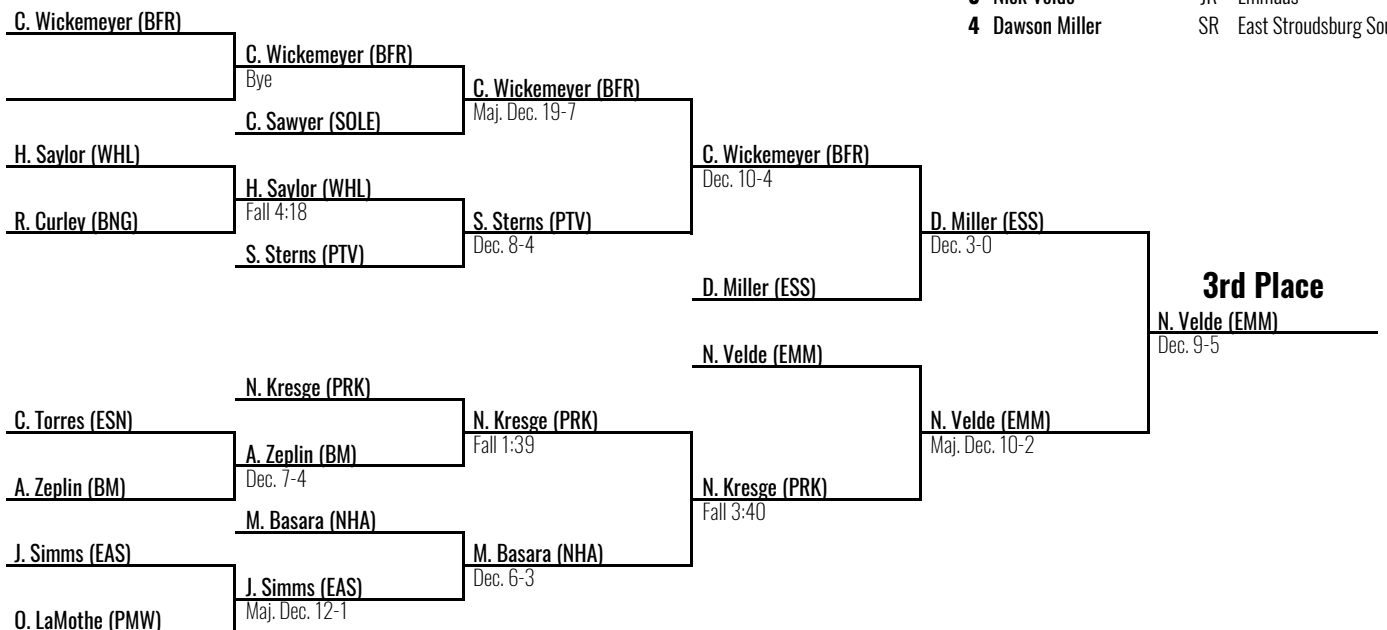 3 Nick Velde JR Emmaus
4 Dawson Miller SR East Stroudsburg
C. Wickemeyer (BFR)
C. Wickemeyer (BFR)
Bye
C. Wickemeyer (BFR)
Maj. Dec. 19-7
C. Sawyer (SOLE)
H. Saylor (WHL)
C. Wickemeyer (BFR)
Dec. 10-4
H. Saylor (WHL)
Fall 4:18
R. Curley (BNG)
S. Sterns (PTV)
Dec. 8-4
D. Miller (ESS)
Dec. 3-0
S. Sterns (PTV)
D. Miller (ESS)
3rd Place
N. Velde (EMM)
Dec. 9-5
N. Velde (EMM)
N. Kresge (PRK)
C. Torres (ESN)
N. Kresge (PRK)
Fall 1:39
N. Velde (EMM)
Maj. Dec. 10-2
A. Zeplin (BM)
Dec. 7-4
A. Zeplin (BM)
N. Kresge (PRK)
Fall 3:40
M. Basara (NHA)
J. Simms (EAS)
M. Basara (NHA)
Dec. 6-3
J. Simms (EAS)
Maj. Dec. 12-1
O. LaMothe (PMW)